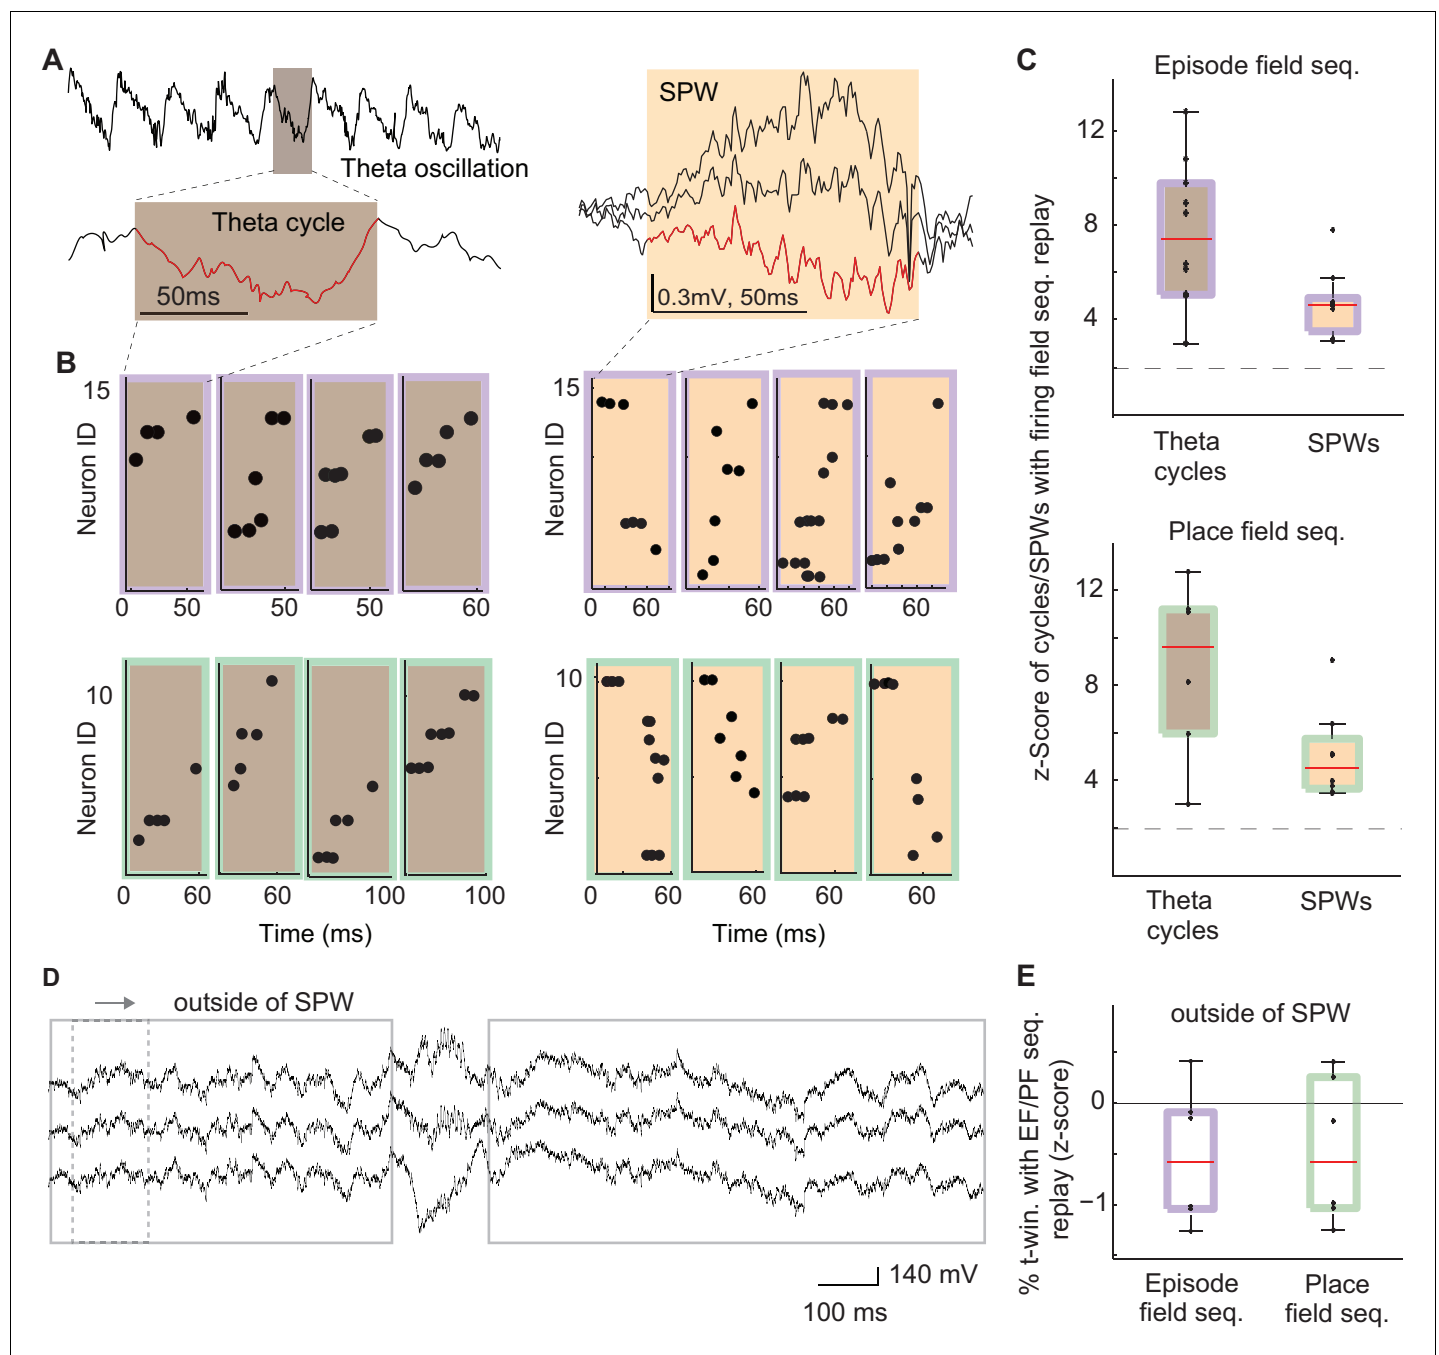 A
Theta oscillation
Theta cycle
50ms
SPW
0.3mV, 50ms
B
15
Neuron ID
0
50
50
50
60
15
0
60
60
60
60
10
Neuron ID
0
60
60
100
100
Time (ms)
10
Neuron ID
0
60
60
60
60
Time (ms)
C
z-Score of cycles/SPWs with firing field seq. replay
Episode field seq.
12
8
4
Theta
cycles
SPWs
Place field seq.
12
8
4
Theta
cycles
SPWs
D
outside of SPW
140 mV
100 ms
E
% t-win. with EF/PF seq.
replay (z-score)
outside of SPW
0
−1
Episode
field seq.
Place
field seq.